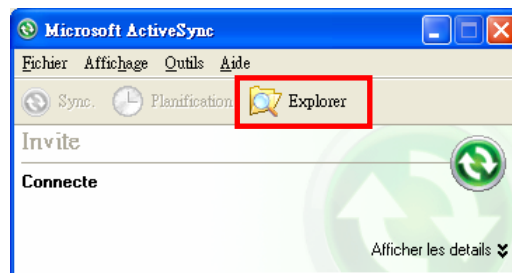 Microsoft ActiveSync
Fichier Affichage Outils Aide
Sync. Planification Explorer
Invite
Connecte
Afficher les details